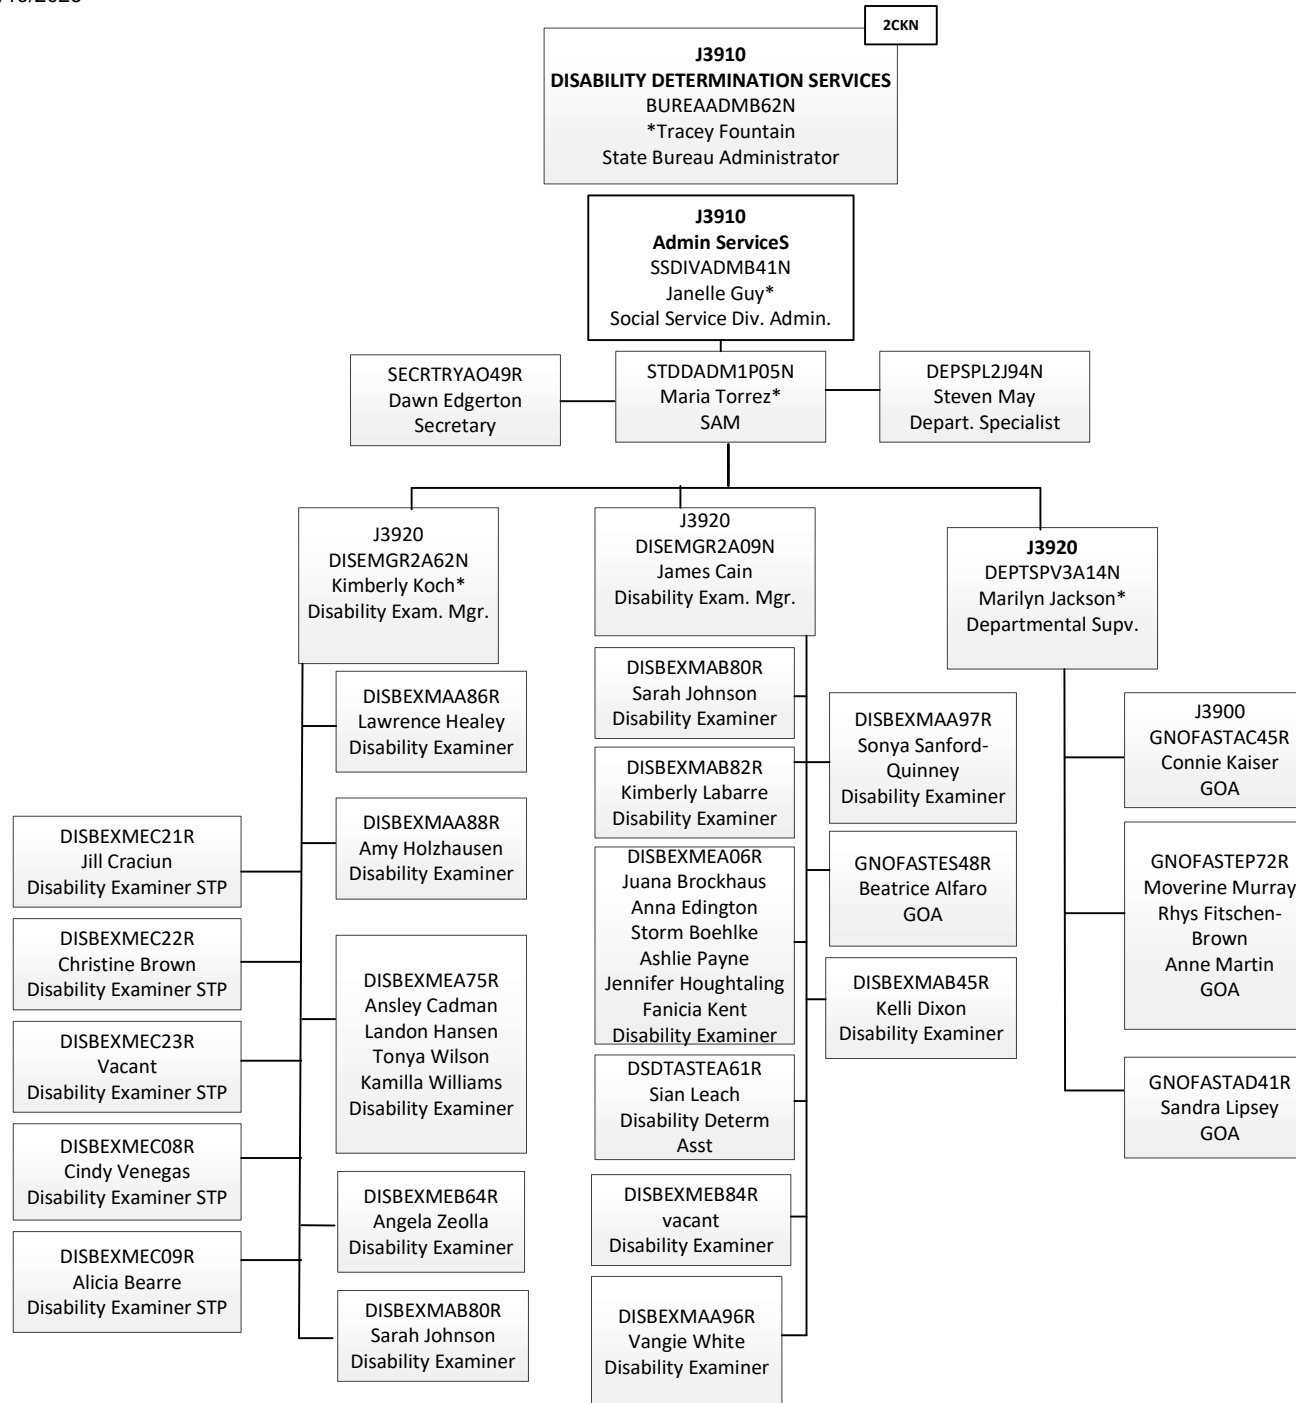 2CKN
J3910
DISABILITY DETERMINATION SERVICES
BUREAADMB62N
*Tracey Fountain
State Bureau Administrator
J3910
Admin ServiceS
SSDIVADMB41N
Janelle Guy*
Social Service Div. Admin.
SECRTRYAO49R
Dawn Edgerton
Secretary
STDDADM1P05N
Maria Torrez*
SAM
DEPSPL2J94N
Steven May
Depart. Specialist
J3920
DISEMGR2A62N
Kimberly Koch*
Disability Exam. Mgr.
J3920
DISEMGR2A09N
James Cain
Disability Exam. Mgr.
J3920
DEPTSPV3A14N
Marilyn Jackson*
Departmental Supv.
DISBEXMAA86R
Lawrence Healey
Disability Examiner
DISBEXMAA88R
Amy Holzhausen
Disability Examiner
DISBEXMEC21R
Jill Craciun
Disability Examiner STP
DISBEXMEC22R
Christine Brown
Disability Examiner STP
DISBEXMEC23R
Vacant
Disability Examiner STP
DISBEXMEC08R
Cindy Venegas
Disability Examiner STP
DISBEXMEC09R
Alicia Bearre
Disability Examiner STP
DISBEXMEA75R
Ansley Cadman
Landon Hansen
Tonya Wilson
Kamilla Williams
Disability Examiner
DISBEXMEB64R
Angela Zeolla
Disability Examiner
DISBEXMAB80R
Sarah Johnson
Disability Examiner
DISBEXMAB80R
Sarah Johnson
Disability Examiner
DISBEXMAB82R
Kimberly Labarre
Disability Examiner
DISBEXMEA06R
Juana Brockhaus
Anna Edington
Storm Boehlke
Ashlie Payne
Jennifer Houghtaling
Fanicia Kent
Disability Examiner
DSDTASTEA61R
Sian Leach
Disability Determ
Asst
DISBEXMEB84R
vacant
Disability Examiner
DISBEXMAA96R
Vangie White
Disability Examiner
DISBEXMAA97R
Sonya Sanford-
Quinney
Disability Examiner
GNOFASTES48R
Beatrice Alfaro
GOA
DISBEXMAB45R
Kelli Dixon
Disability Examiner
J3900
GNOFASTAC45R
Connie Kaiser
GOA
GNOFASTEP72R
Moverine Murray
Rhys Fitschen-
Brown
Anne Martin
GOA
GNOFASTAD41R
Sandra Lipsey
GOA